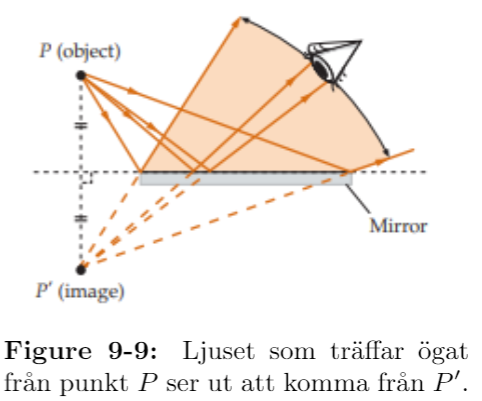 P (object)
Mirror
P′ (image)
Figure 9-9: Ljuset som träffar ögat
från punkt P ser ut att komma från P′.